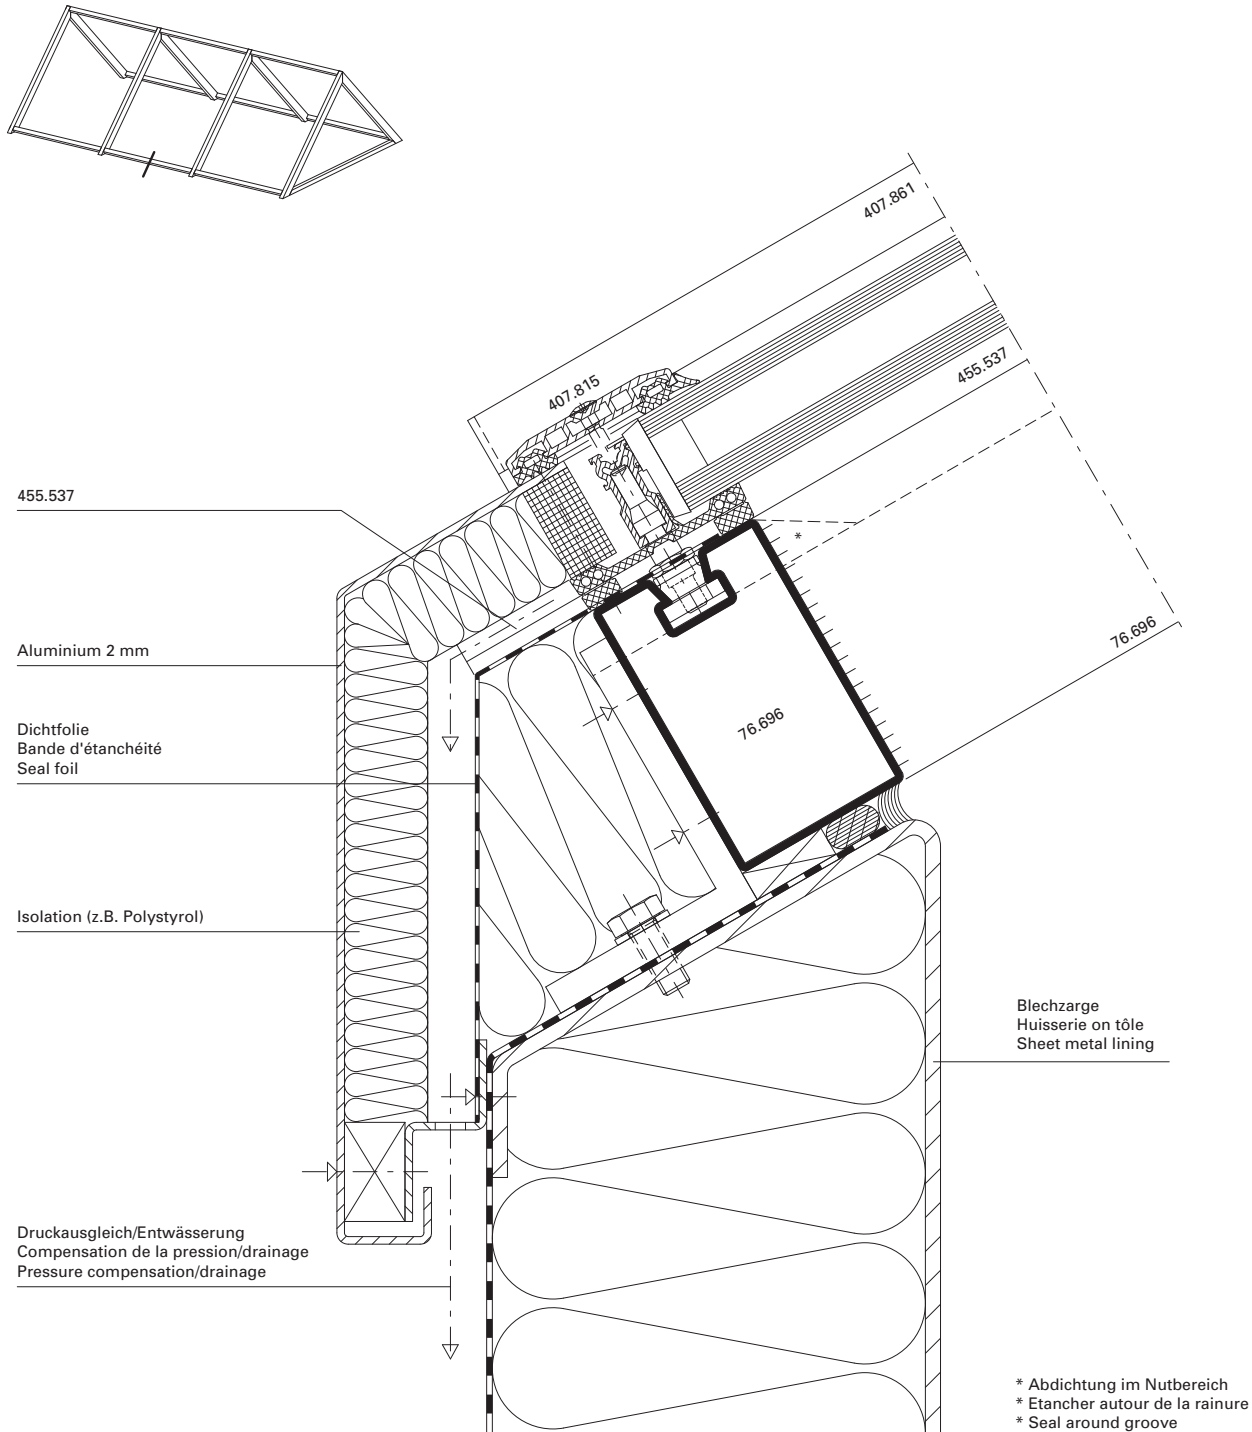 407.861
407.815
455.537
455.537
76.696
Aluminium 2 mm
76.696
Dichtfolie
Bande d'étanchéité
Seal foil
Isolation (z.B. Polystyrol)
Blechzarge
Huisserie on tôle
Sheet metal lining
Druckausgleich/Entwässerung
Compensation de la pression/drainage
Pressure compensation/drainage
*
* Abdichtung im Nutbereich
* Etancher autour de la rainure
* Seal around groove